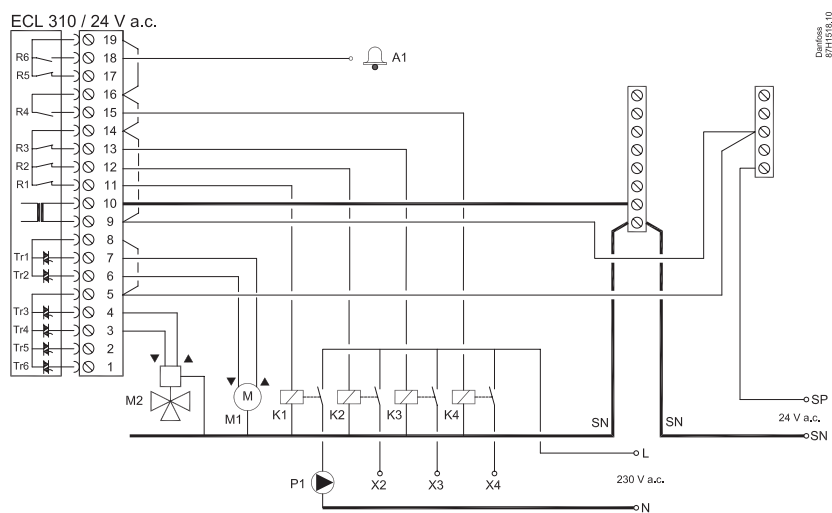 ECL 310 / 24 V a.c.
Danfoss
87H1518.10
19
R6 18 A1
R5 17
16
R4 15
14
R3 13
R2 12
R1 11
10
9
8
Tr1 7
Tr2 6
5
Tr3 4
Tr4 3
Tr5 2
Tr6 1
M
M2 M1 K1 K2 K3 K4
SP
24 V a.c.
SN SN SN
L
P1 X2 X3 X4
230 V a.c.
N